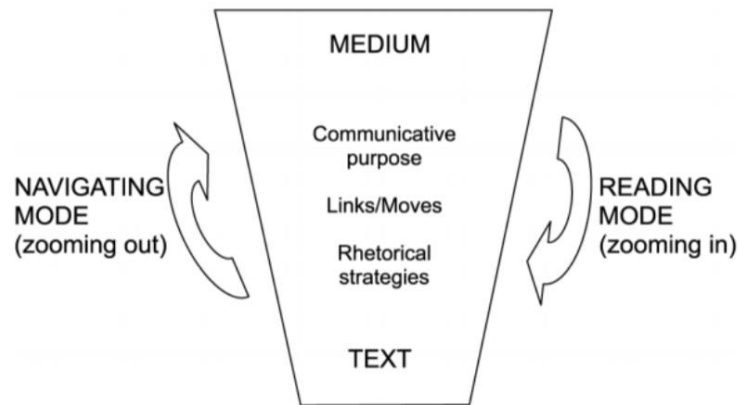 MEDIUM
Communicative
purpose
Links/Moves
Rhetorical
strategies
TEXT
NAVIGATING
MODE
(zooming out)
READING
MODE
(zooming in)